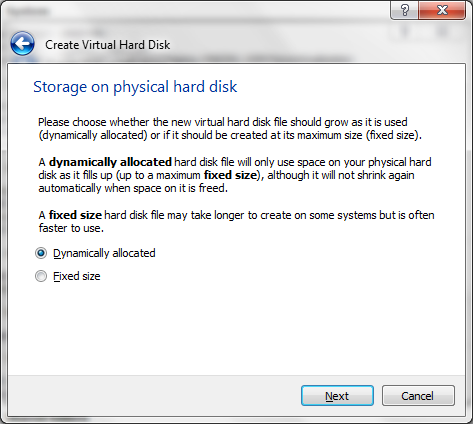 Create Virtual Hard Disk
Storage on physical hard disk
Please choose whether the new virtual hard disk file should grow as it is used
(dynamically allocated) or if it should be created at its maximum size (fixed size).
A dynamically allocated hard disk file will only use space on your physical hard
disk as it fills up (up to a maximum fixed size), although it will not shrink again
automatically when space on it is freed.
A fixed size hard disk file may take longer to create on some systems but is often
faster to use.
Dynamically allocated
Fixed size
Next
Cancel